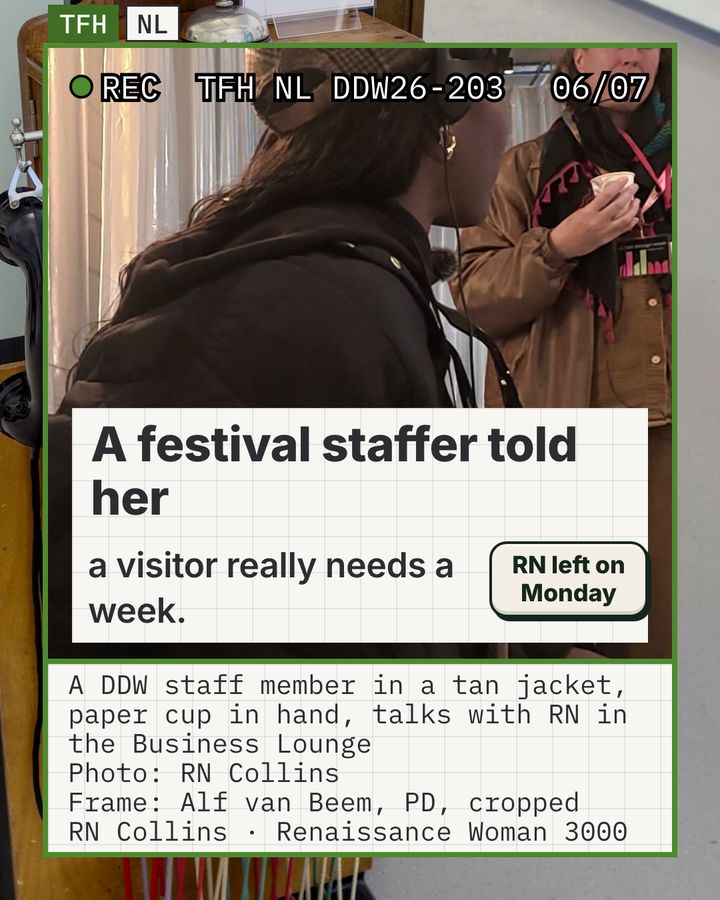 TFH NL
REC TFH NL DDW26-203 06/07
A festival staffer told
her
a visitor really needs a
week.
RN left on
Monday
A DDW staff member in a tan jacket,
paper cup in hand, talks with RN in
the Business Lounge
Photo: RN Collins
Frame: Alf van Beem, PD, cropped
RN Collins · Renaissance Woman 3000